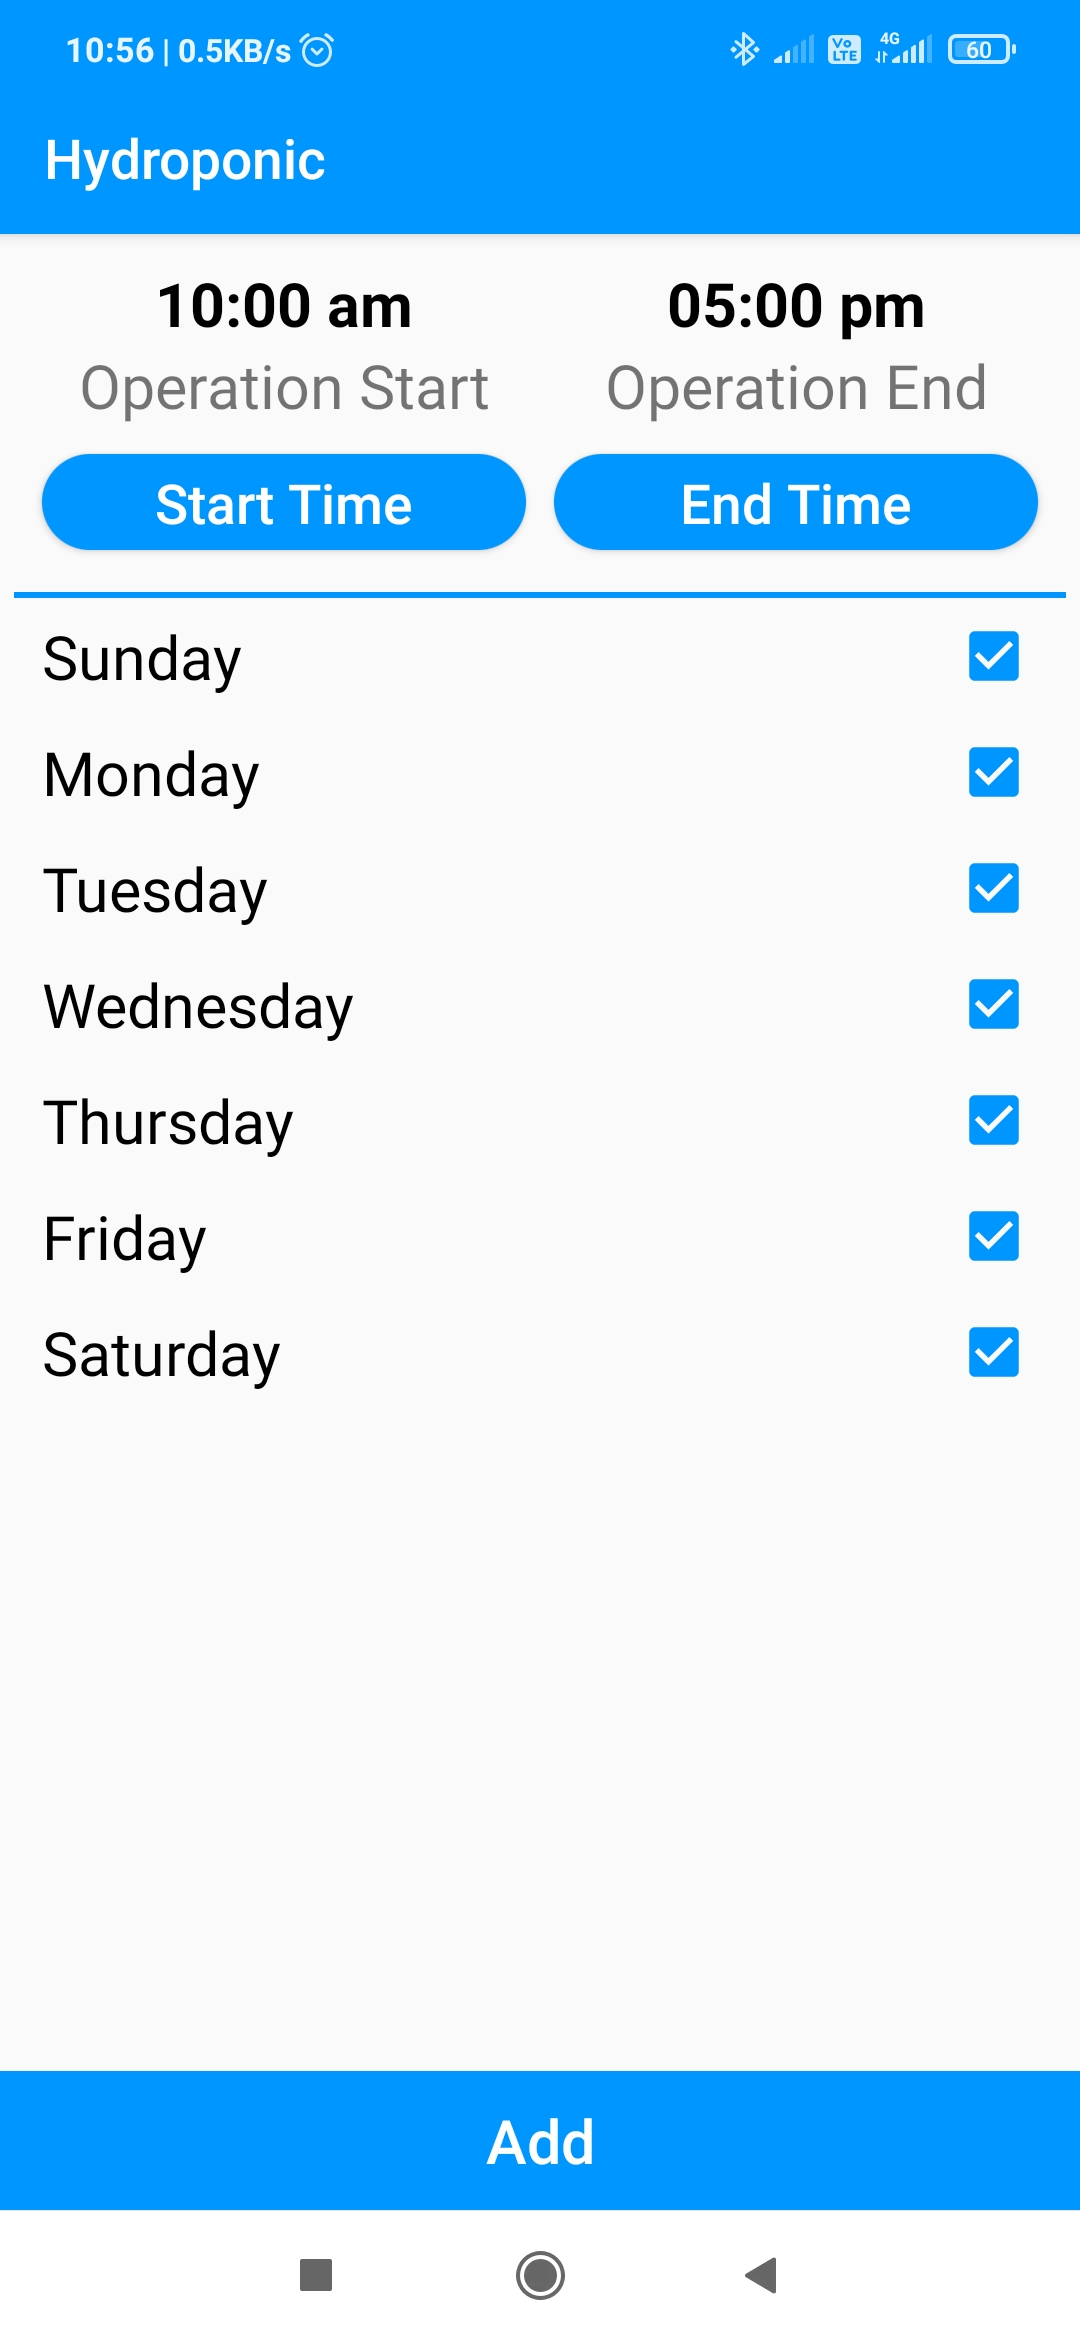 10:56 | 0.5KB/s Vo LTE 4G 60
Hydroponic
10:00 am 05:00 pm
Operation Start Operation End
Start Time End Time
Sunday
Monday
Tuesday
Wednesday
Thursday
Friday
Saturday
Add